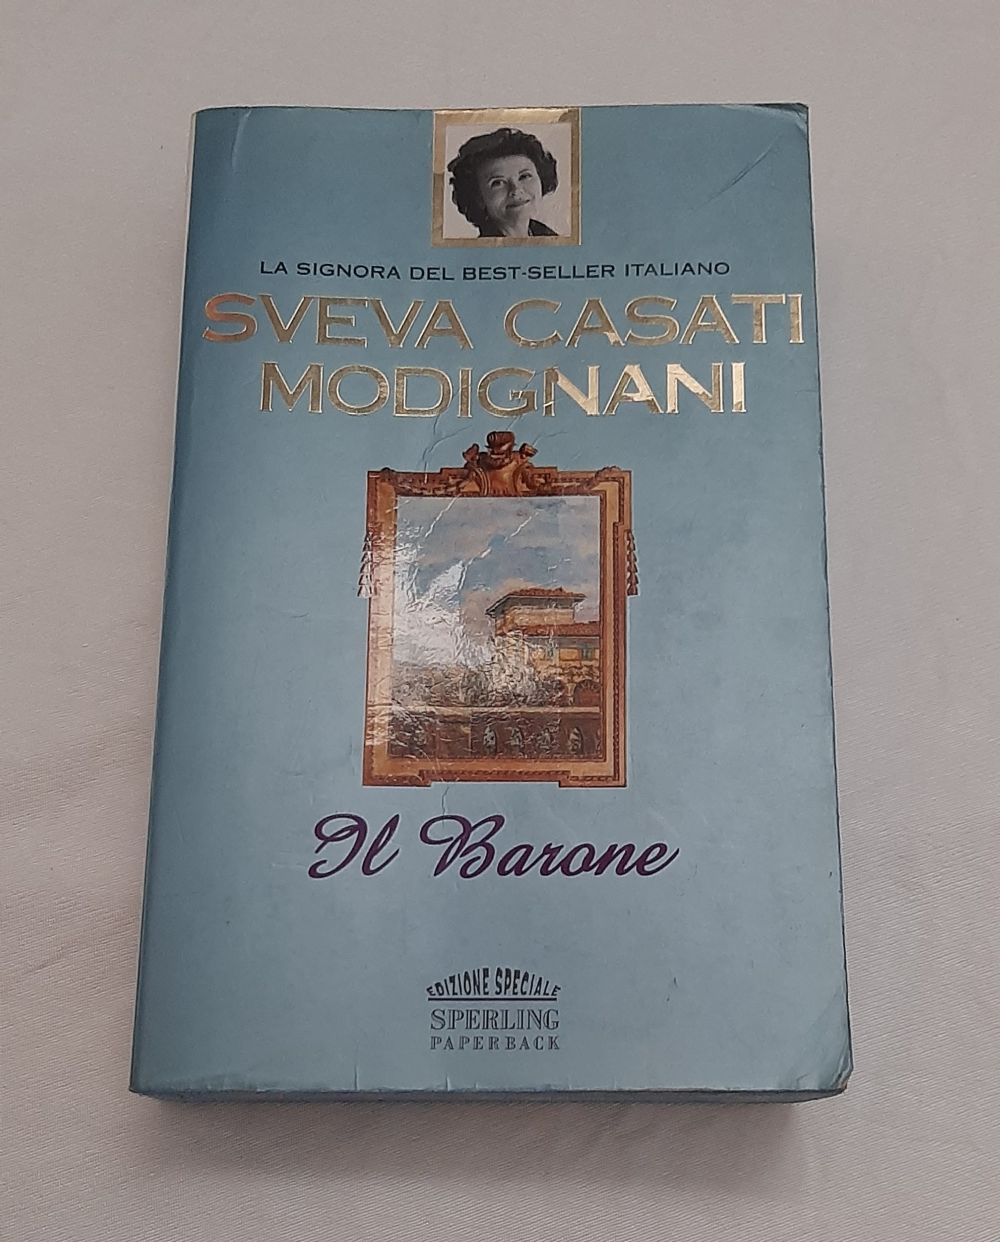 LA SIGNORA DEL BEST-SELLER ITALIANO
SVEVA CASATI
MODIGNANI
Il Barone
EDIZIONE SPECIALE
SPERLING
PAPERBACK